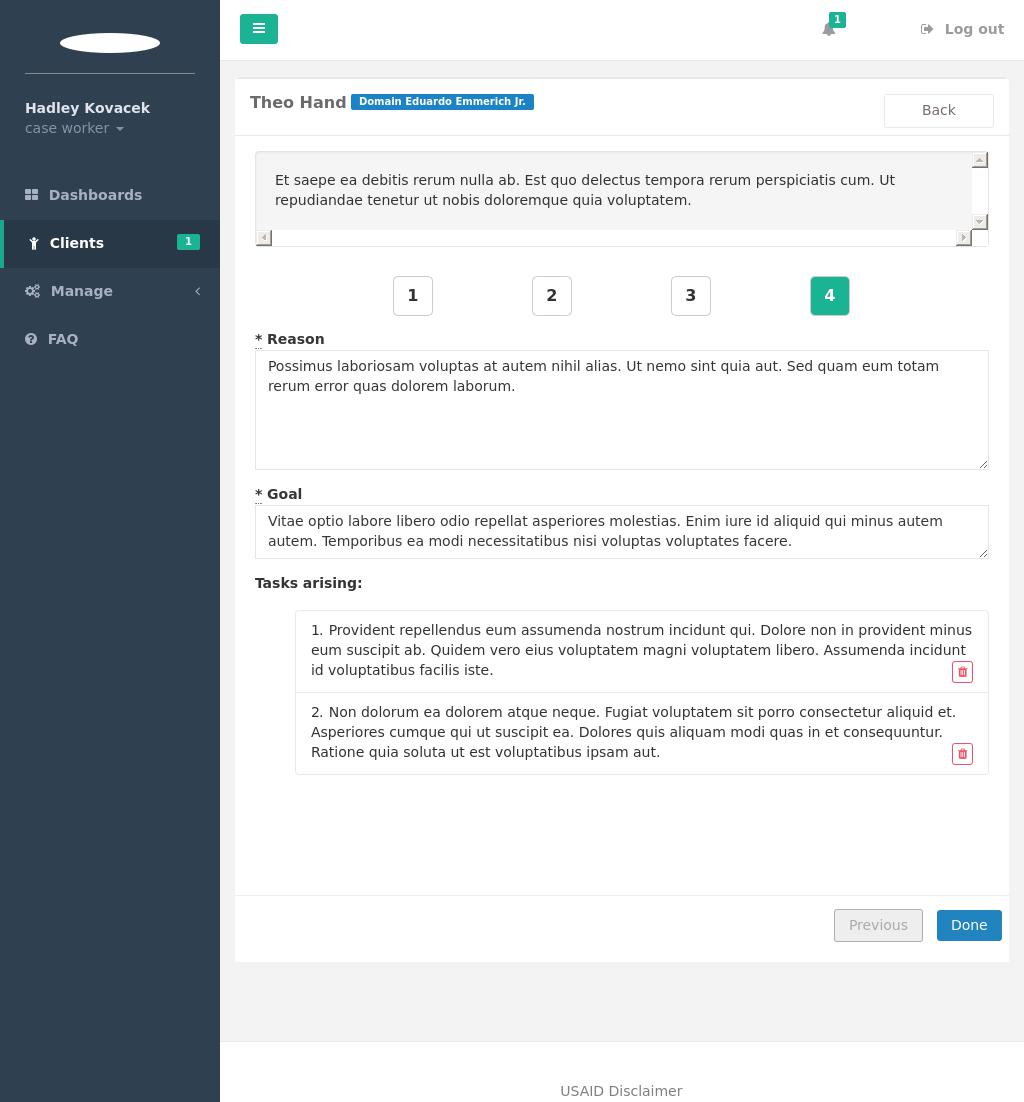 1
Log out
Hadley Kovacek
case worker
Dashboards
Clients 1
Manage
FAQ
Theo Hand Domain Eduardo Emmerich Jr.
Back
Et saepe ea debitis rerum nulla ab. Est quo delectus tempora rerum perspiciatis cum. Ut
repudiandae tenetur ut nobis doloremque quia voluptatem.
1 2 3 4
* Reason
Possimus laboriosam voluptas at autem nihil alias. Ut nemo sint quia aut. Sed quam eum totam
rerum error quas dolorem laborum.
* Goal
Vitae optio labore libero odio repellat asperiores molestias. Enim iure id aliquid qui minus autem
autem. Temporibus ea modi necessitatibus nisi voluptas voluptates facere.
Tasks arising:
1. Provident repellendus eum assumenda nostrum incidunt qui. Dolore non in provident minus
eum suscipit ab. Quidem vero eius voluptatem magni voluptatem libero. Assumenda incidunt
id voluptatibus facilis iste.
2. Non dolorum ea dolorem atque neque. Fugiat voluptatem sit porro consectetur aliquid et.
Asperiores cumque qui ut suscipit ea. Dolores quis aliquam modi quas in et consequuntur.
Ratione quia soluta ut est voluptatibus ipsam aut.
Previous Done
USAID Disclaimer